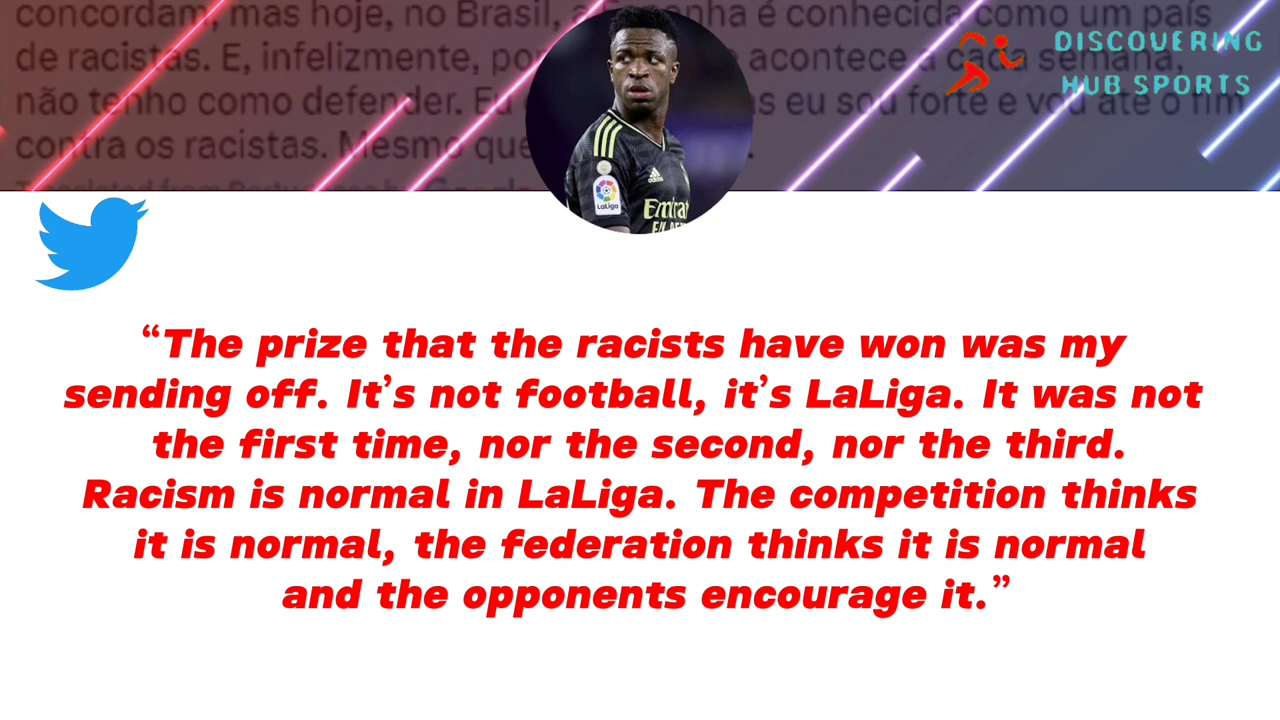 concordam, mas hoje, no Brasil, a Espanha é conhecida como um país
de racistas. E, infelizmente, por acontece a cada semana,
não tenho como defender. Eu eu sou forte e vou até o fim
contra os racistas. Mesmo que
DISCOVERING
HUB SPORTS
LaLiga
Emirat
“The prize that the racists have won was my
sending off. It’s not football, it’s LaLiga. It was not
the first time, nor the second, nor the third.
Racism is normal in LaLiga. The competition thinks
it is normal, the federation thinks it is normal
and the opponents encourage it.”